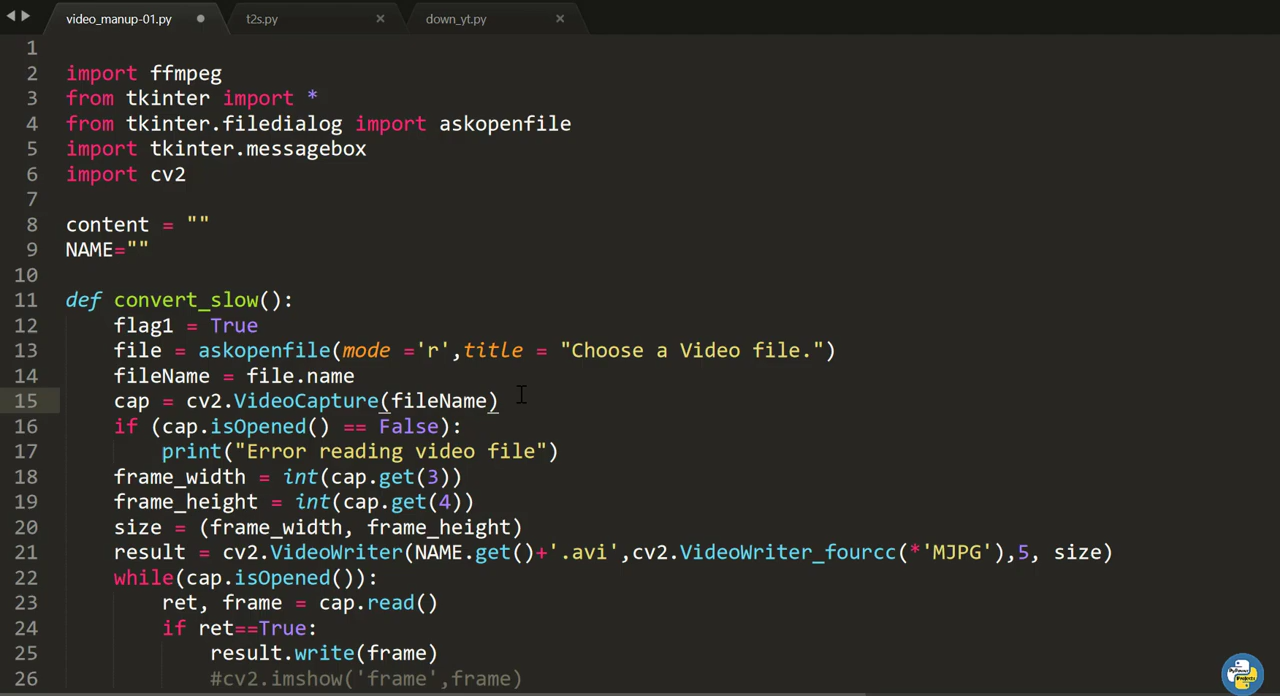 video_manup-01.py t2s.py × down_yt.py ×
1
2 import ffmpeg
3 from tkinter import *
4 from tkinter.filedialog import askopenfile
5 import tkinter.messagebox
6 import cv2
7
8 content = ""
9 NAME=""
10
11 def convert_slow():
12     flag1 = True
13     file = askopenfile(mode ='r',title = "Choose a Video file.")
14     fileName = file.name
15     cap = cv2.VideoCapture(fileName)
16     if (cap.isOpened() == False):
17         print("Error reading video file")
18     frame_width = int(cap.get(3))
19     frame_height = int(cap.get(4))
20     size = (frame_width, frame_height)
21     result = cv2.VideoWriter(NAME.get()+'.avi',cv2.VideoWriter_fourcc(*'MJPG'),5, size)
22     while(cap.isOpened()):
23         ret, frame = cap.read()
24         if ret==True:
25             result.write(frame)
26             #cv2.imshow('frame',frame)